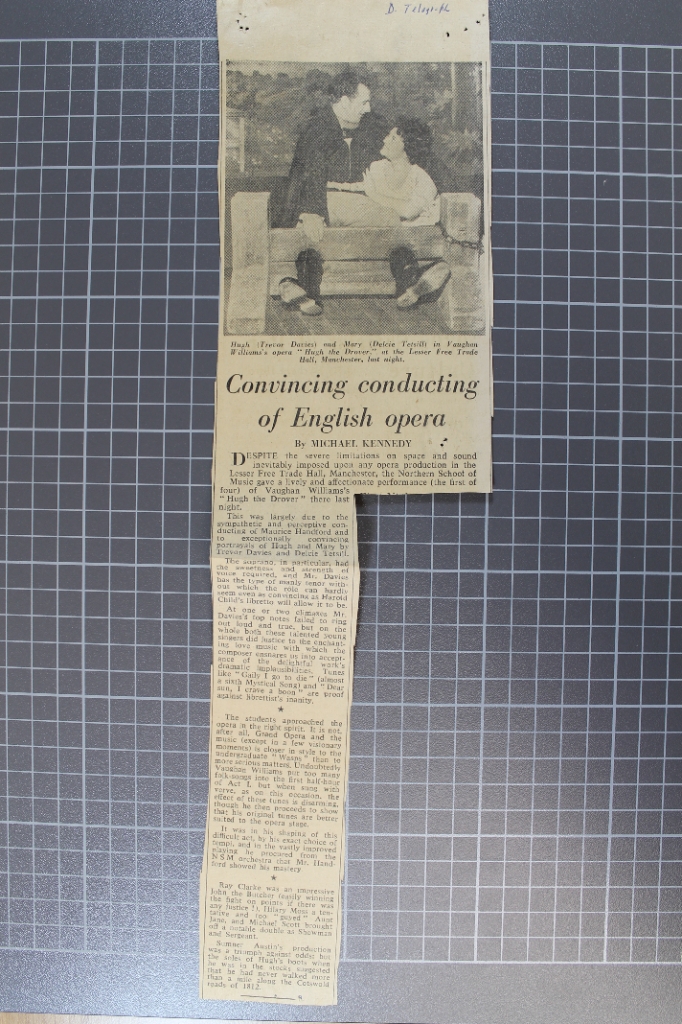 D. Telegraph
Hugh (Trevor Davies) and Mary (Delcie Tetsill) in Vaughan
Williams's opera "Hugh the Drover," at the Lesser Free Trade
Hall, Manchester, last night.
Convincing conducting
of English opera
By MICHAEL KENNEDY
DESPITE the severe limitations on space and sound
inevitably imposed upon any opera production in the
Lesser Free Trade Hall, Manchester, the Northern School of
Music gave a lively and affectionate performance (the first of
four) of Vaughan Williams's
"Hugh the Drover" there last
night.
This was largely due to the
sympathetic and perceptive con-
ducting of Maurice Handford and
to exceptionally convincing
portrayals of Hugh and Mary by
Trevor Davies and Delcie Tetsill.
The soprano, in particular, had
the sweetness and strength of
voice required, and Mr. Davies
has the type of manly tenor with-
out which the role can hardly
seem even as convincing as Harold
Child's libretto will allow it to be.
At one or two climaxes Mr.
Davies's top notes failed to ring
out loud and true, but on the
whole both these talented young
singers did justice to the enchant-
ing love music with which the
composer ensnares us into accept-
ance of the delightful work's
dramatic implausibilities. Tunes
like "Gaily I go to die" (almost
a sixth Mystical Song) and "Dear
sun, I crave a boon" are proof
against librettist's inanity.
★
The students approached the
opera in the right spirit. It is not,
after all, Grand Opera and the
music (except in a few visionary
moments) is closer in style to the
undergraduate "Wasps" than to
more serious matters. Undoubtedly
Vaughan Williams put too many
folk-songs into the first half-hour
of Act I, but when sung with
verve, as on this occasion, the
effect of these tunes is disarming,
though he then proceeds to show
that his original tunes are better
suited to the opera stage.
It was in his shaping of this
difficult act, by his exact choice of
tempi, and in the vastly improved
playing he procured from the
NSM orchestra that Mr. Hand-
ford showed his mastery.
★
Ray Clarke was an impressive
John the Butcher (easily winning
the fight on points if there was
any justice!), Hilary Moss a ten-
tative and too Aunt
Jane, and Michael Scott brought
off a notable double as Showman
and Sergeant.
Sumner Austin's production
was a triumph against odds: but
the soles of Hugh's boots when
he was in the stocks suggested
that he had never walked more
than a mile along the Cotswold
roads of 1812.